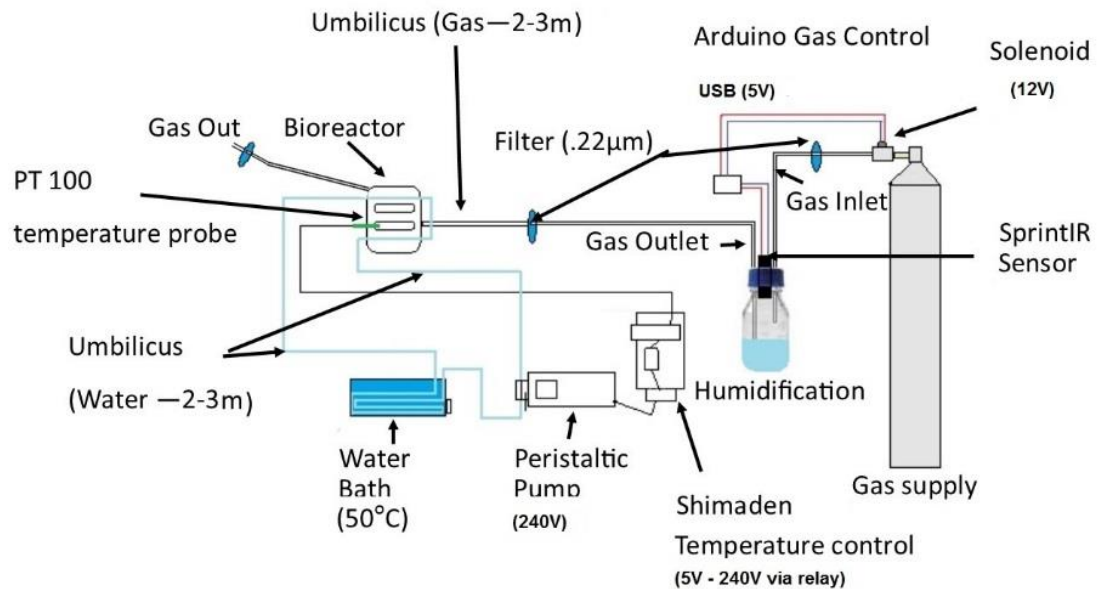 Umbilicus (Gas—2-3m)
Arduino Gas Control
Solenoid
(12V)
USB (5V)
Gas Out
Bioreactor
Filter (.22µm)
PT 100
temperature probe
Gas Inlet
Gas Outlet
SprintIR
Sensor
Umbilicus
(Water —2-3m)
Humidification
Water
Bath
(50°C)
Peristaltic
Pump
(240V)
Gas supply
Shimaden
Temperature control
(5V - 240V via relay)